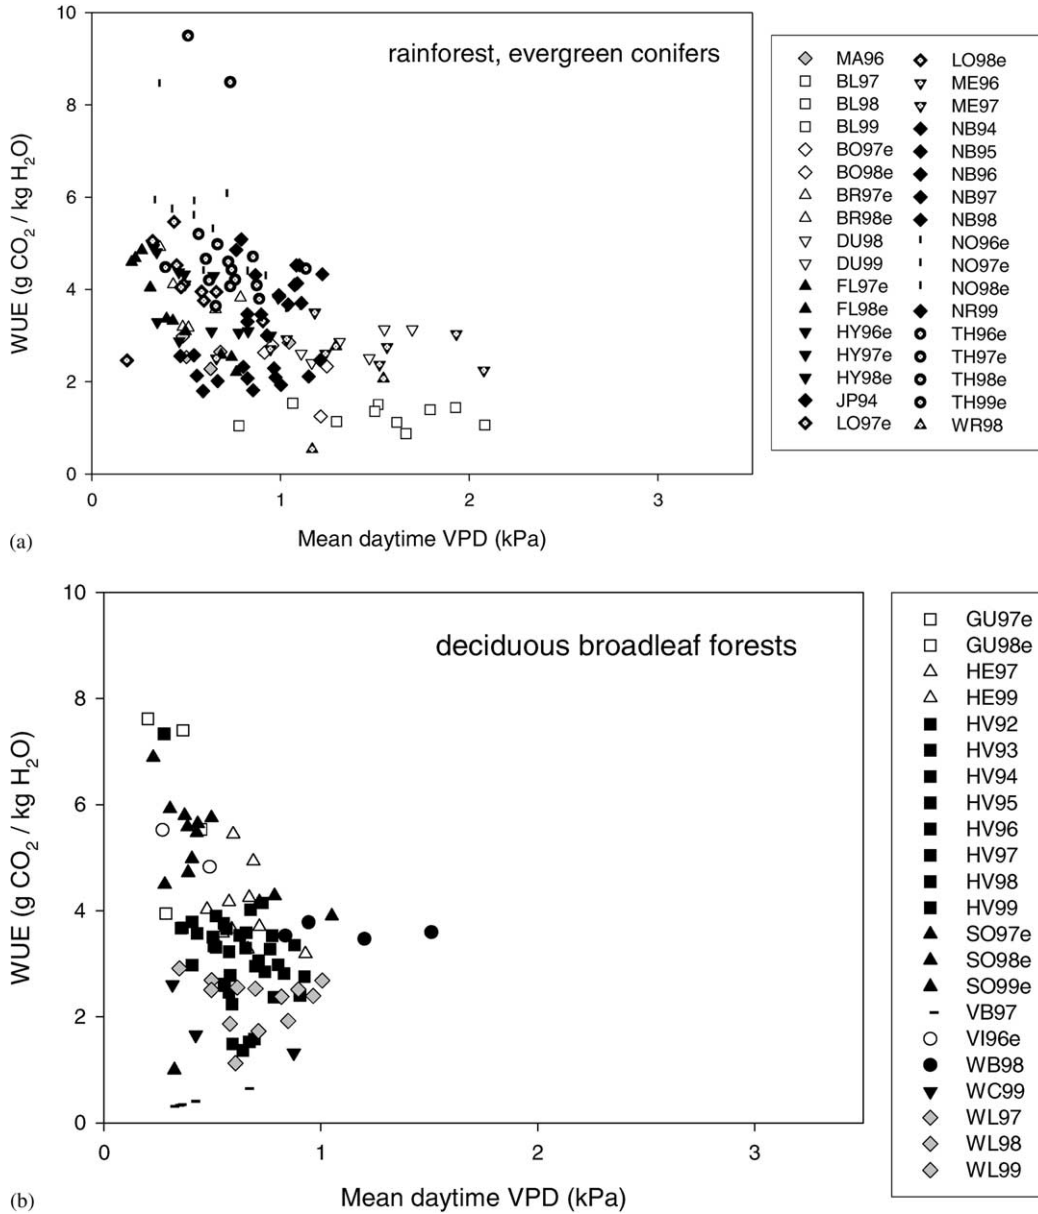 10
8
6
4
2
0
WUE (g CO2 / kg H2O)
rainforest, evergreen conifers
0
1
2
3
Mean daytime VPD (kPa)
(a)
MA96
BL97
BL98
BL99
BO97e
BO98e
BR97e
BR98e
DU98
DU99
FL97e
FL98e
HY96e
HY97e
HY98e
JP94
LO97e
LO98e
ME96
ME97
NB94
NB95
NB96
NB97
NB98
NO96e
NO97e
NO98e
NR99
TH96e
TH97e
TH98e
TH99e
WR98
10
8
6
4
2
0
WUE (g CO2 / kg H2O)
deciduous broadleaf forests
0
1
2
3
Mean daytime VPD (kPa)
(b)
GU97e
GU98e
HE97
HE99
HV92
HV93
HV94
HV95
HV96
HV97
HV98
HV99
SO97e
SO98e
SO99e
VB97
VI96e
WB98
WC99
WL97
WL98
WL99